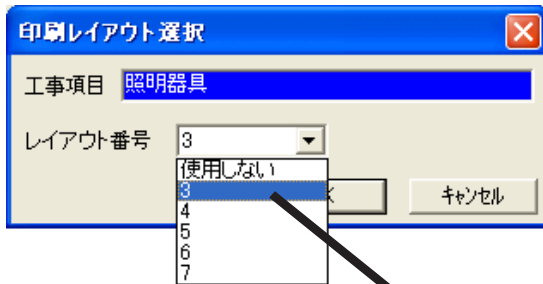 印刷レイアウト選択
工事項目 照明器具
レイアウト番号 3
使用しない
3
4
5
6
7
キャンセル